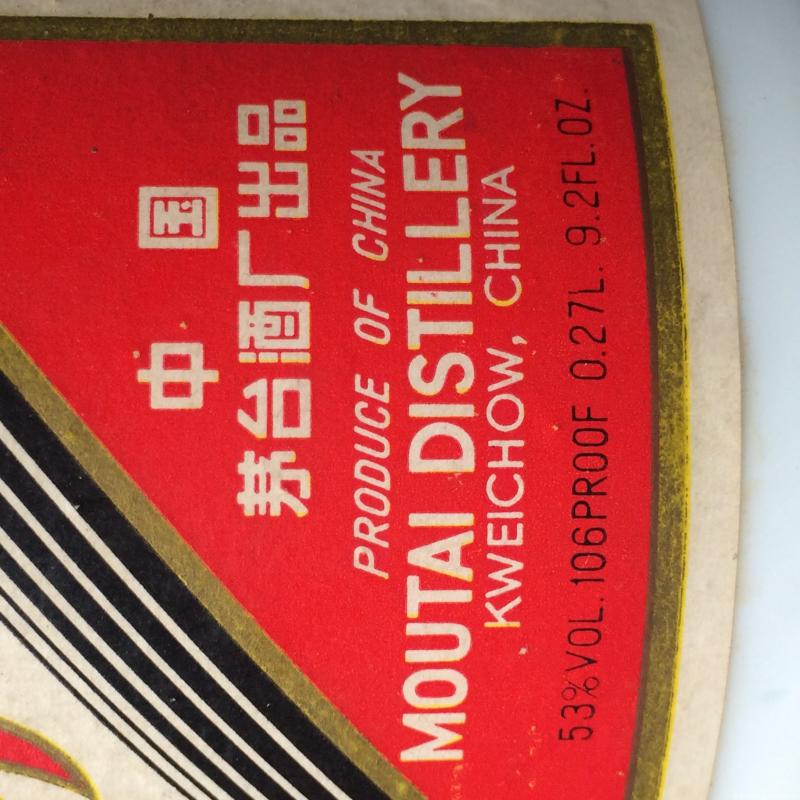 中国
茅台酒厂出品
PRODUCE OF CHINA
MOUTAI DISTILLERY
KWEICHOW, CHINA
53%VOL.106PROOF 0.27L. 9.2FL.OZ.